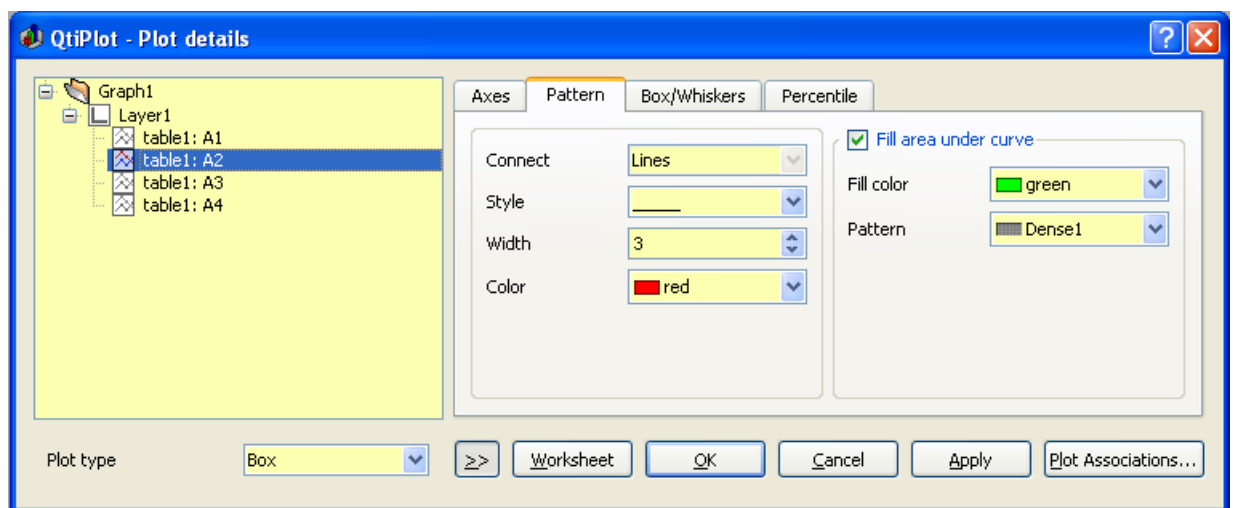 QtiPlot - Plot details
Graph1
Layer1
table1: A1
table1: A2
table1: A3
table1: A4
Axes Pattern Box/Whiskers Percentile
Connect Lines
Style
Width 3
Color red
Fill area under curve
Fill color green
Pattern Dense1
Plot type Box
>> Worksheet OK Cancel Apply Plot Associations...